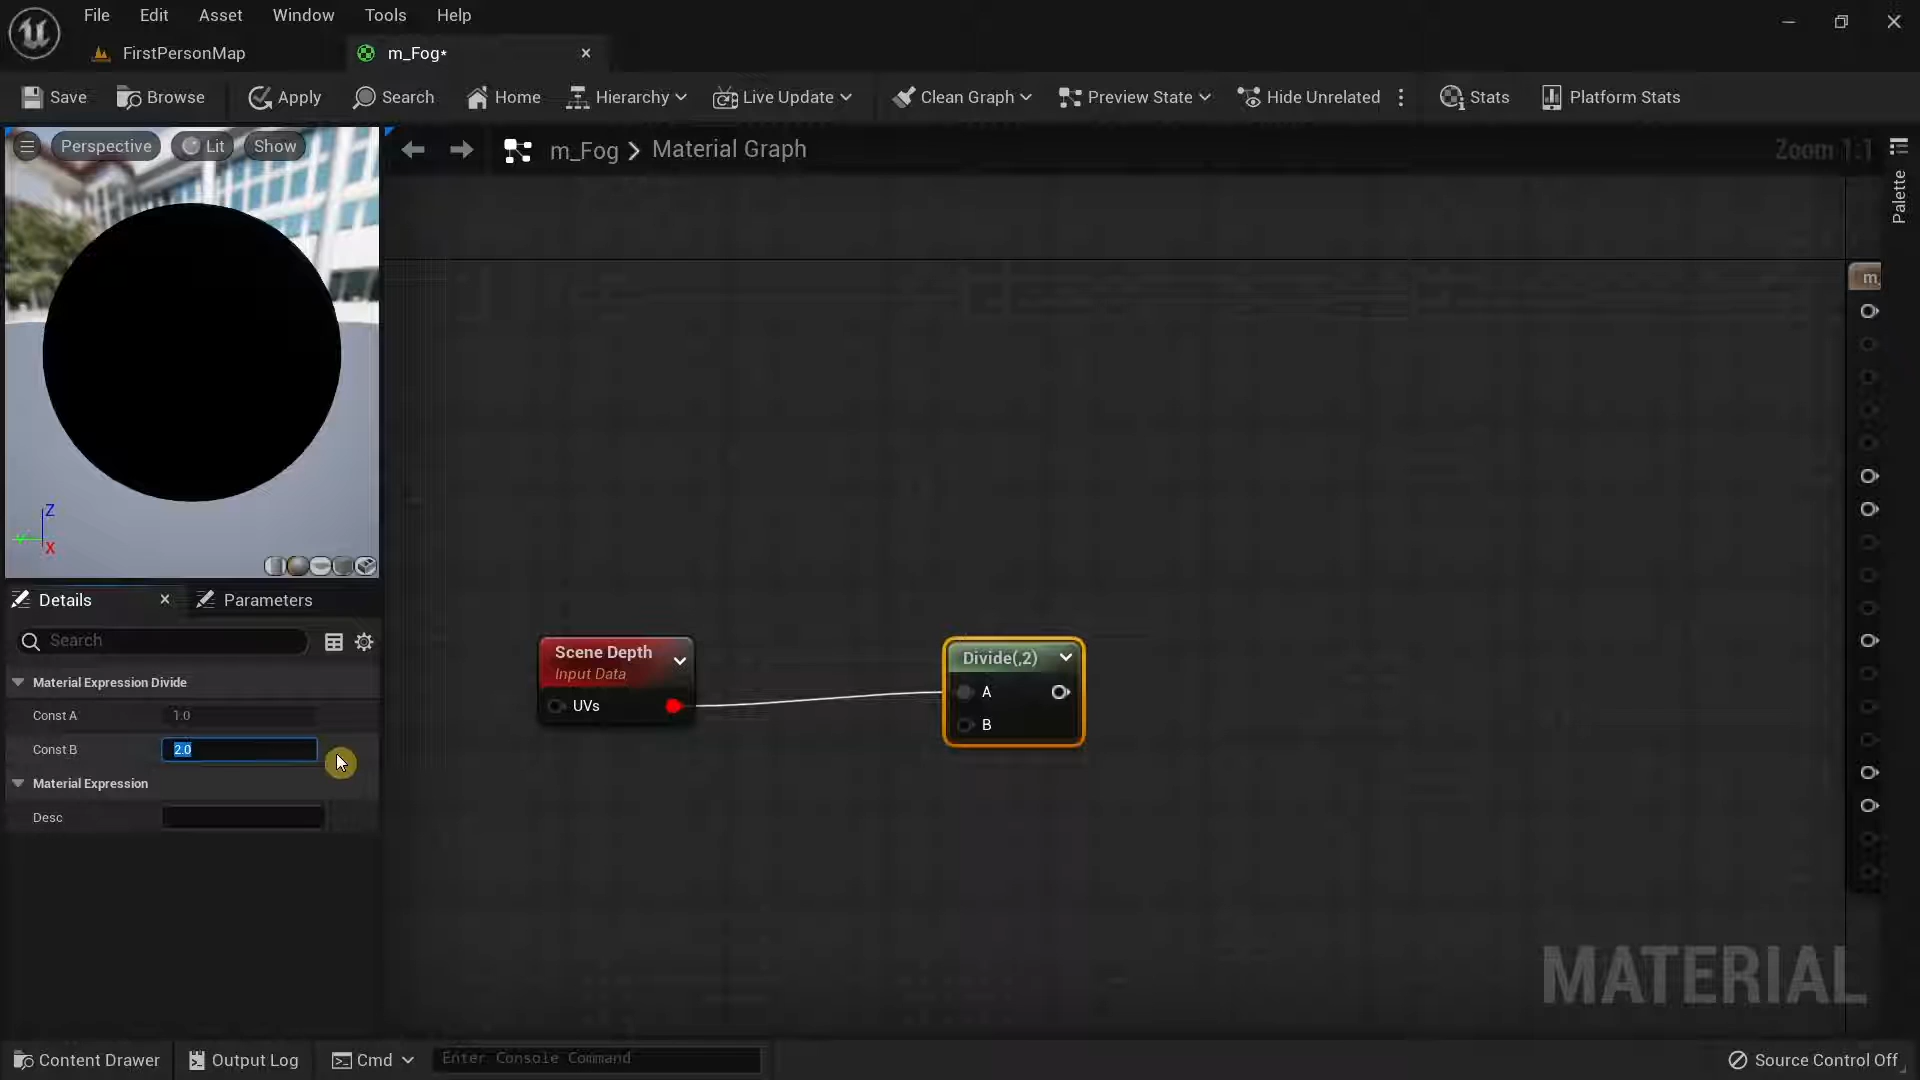 File Edit Asset Window Tools Help
FirstPersonMap m_Fog*
Save Browse Apply Search Home Hierarchy Live Update Clean Graph Preview State Hide Unrelated Stats Platform Stats
Perspective Lit Show
m_Fog > Material Graph
Zoom 1:1
Palette
m_
Z
Y
X
Details Parameters
Search
Material Expression Divide
Const A 1.0
Const B 2.0
Material Expression
Desc
Scene Depth
Input Data
UVs
Divide(,2)
A
B
MATERIAL
Content Drawer Output Log Cmd Enter Console Command Source Control Off